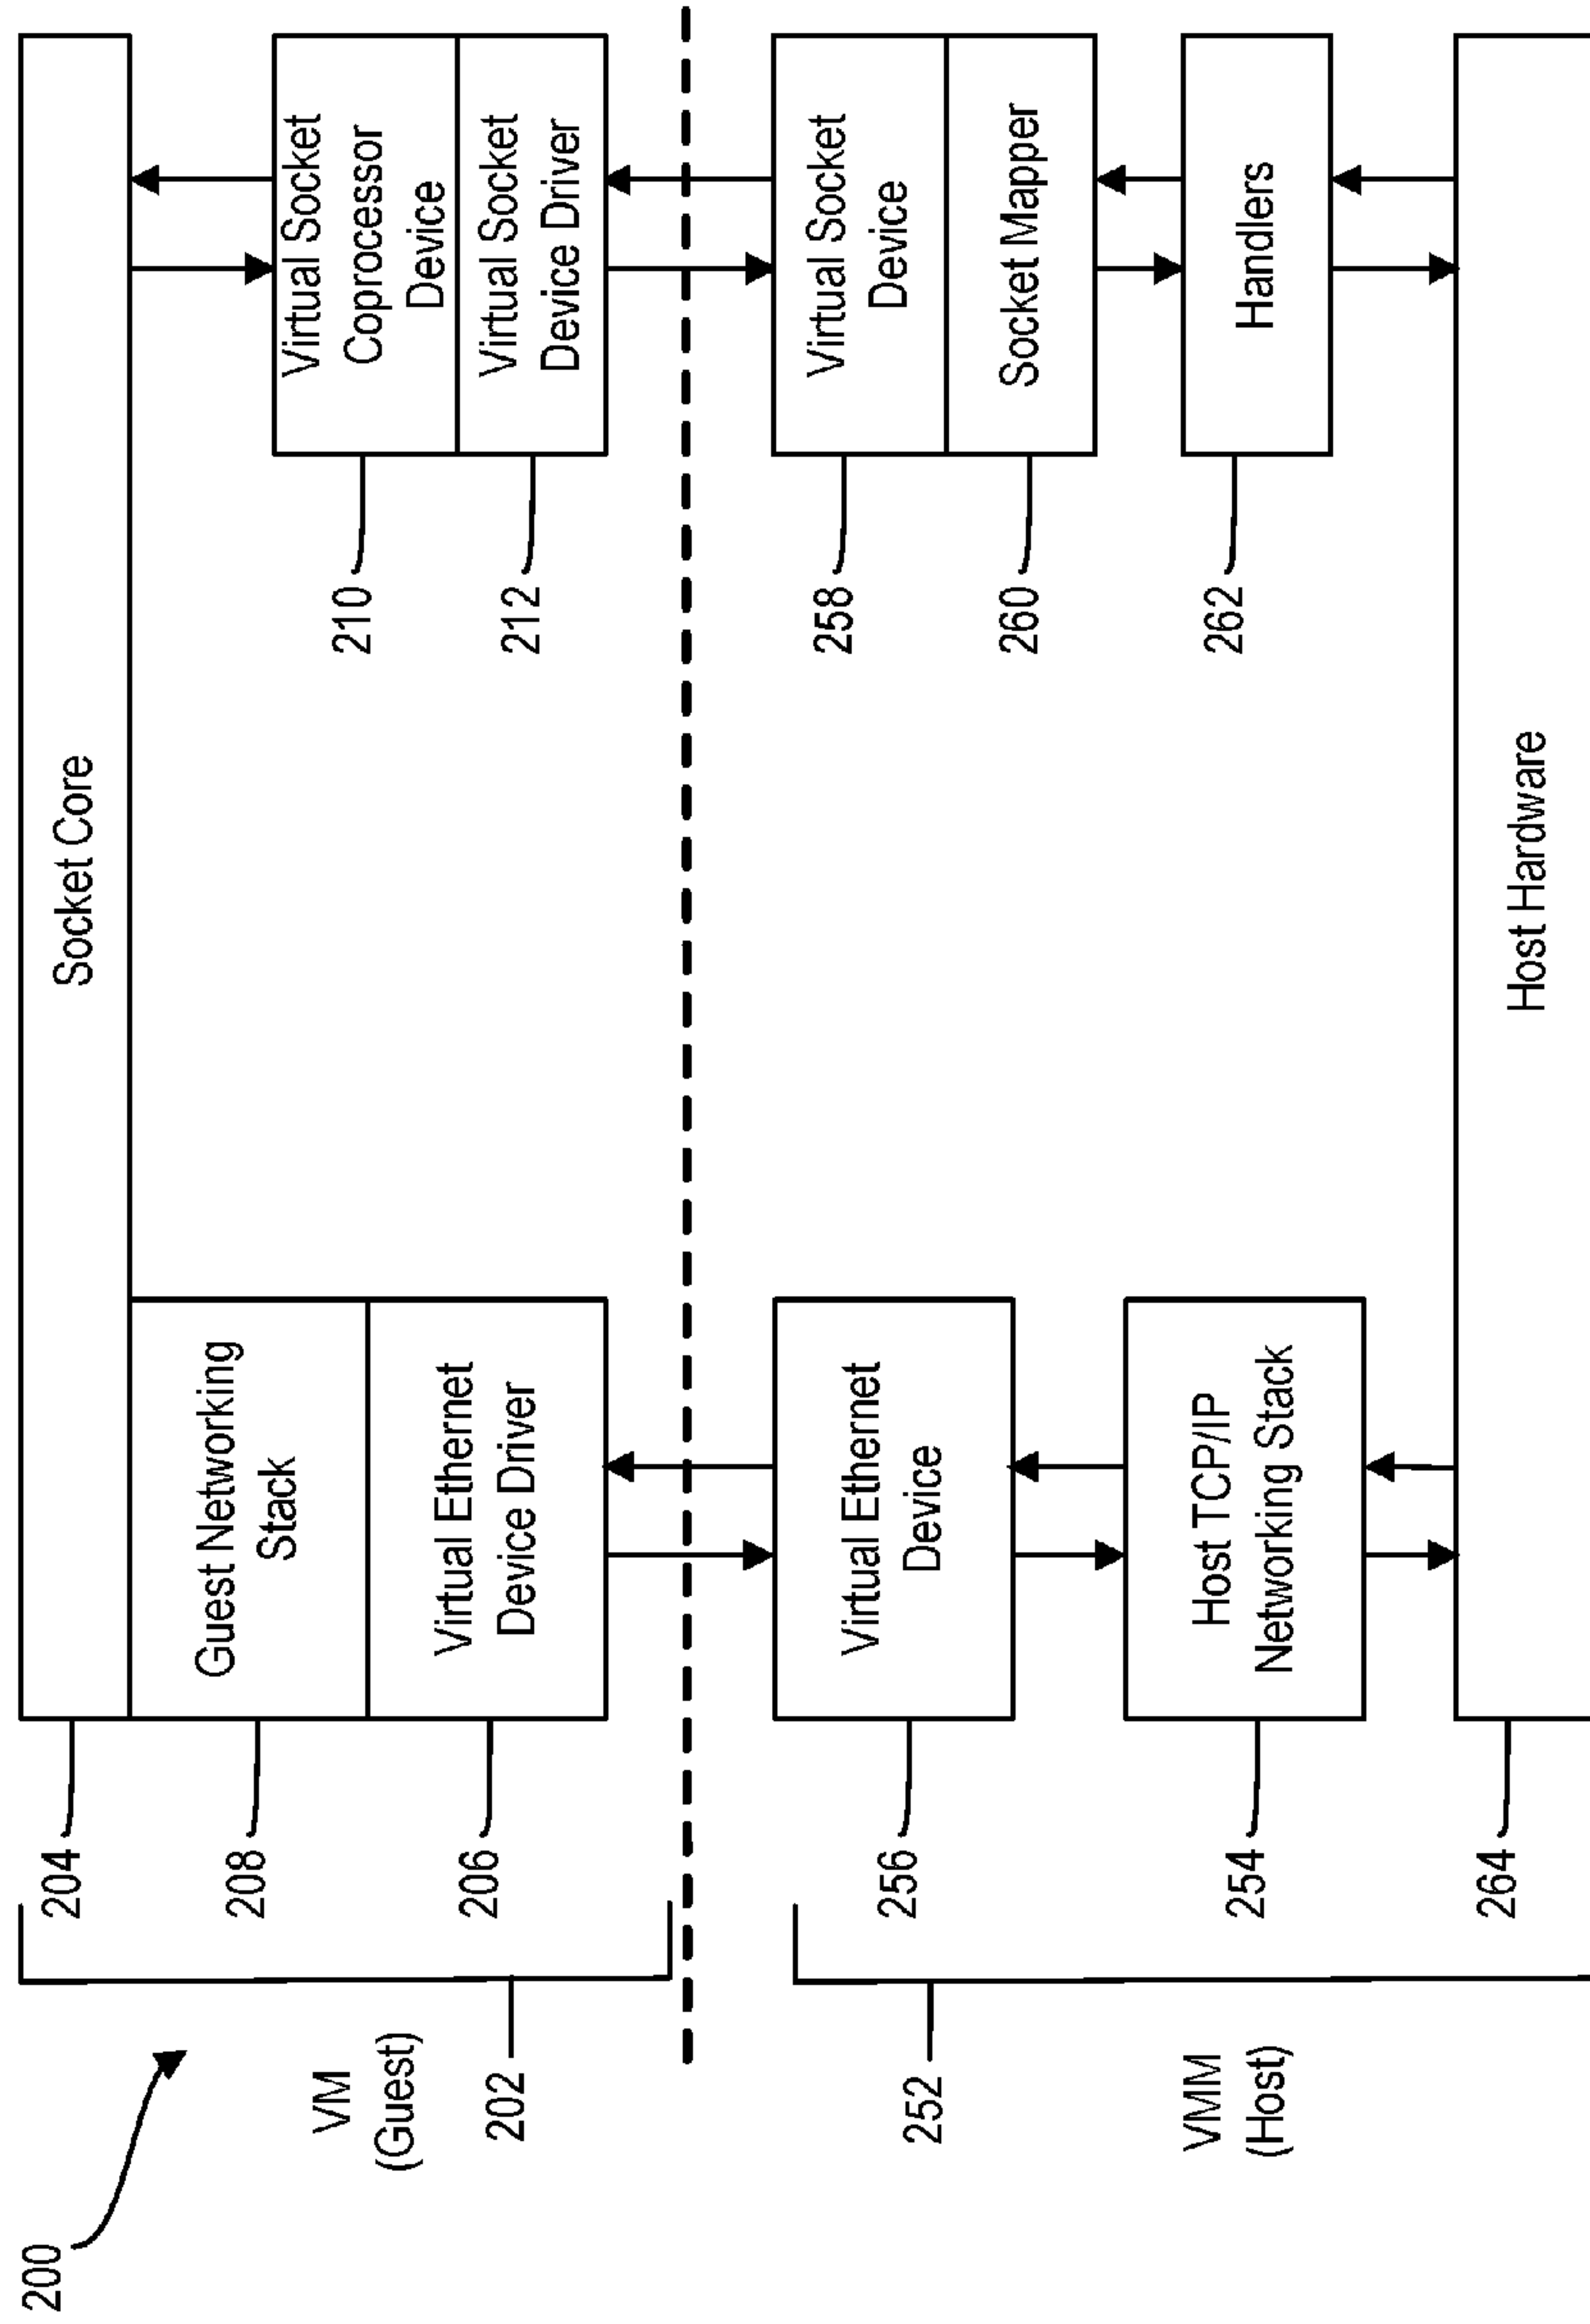 200
VM
(Guest)
202
204
Socket Core
208
Guest Networking
Stack
206
Virtual Ethernet
Device Driver
210
Virtual Socket
Coprocessor
Device
212
Virtual Socket
Device Driver
252
VMM
(Host)
256
Virtual Ethernet
Device
254
Host TCP/IP
Networking Stack
258
Virtual Socket
Device
260
Socket Mapper
262
Handlers
264
Host Hardware